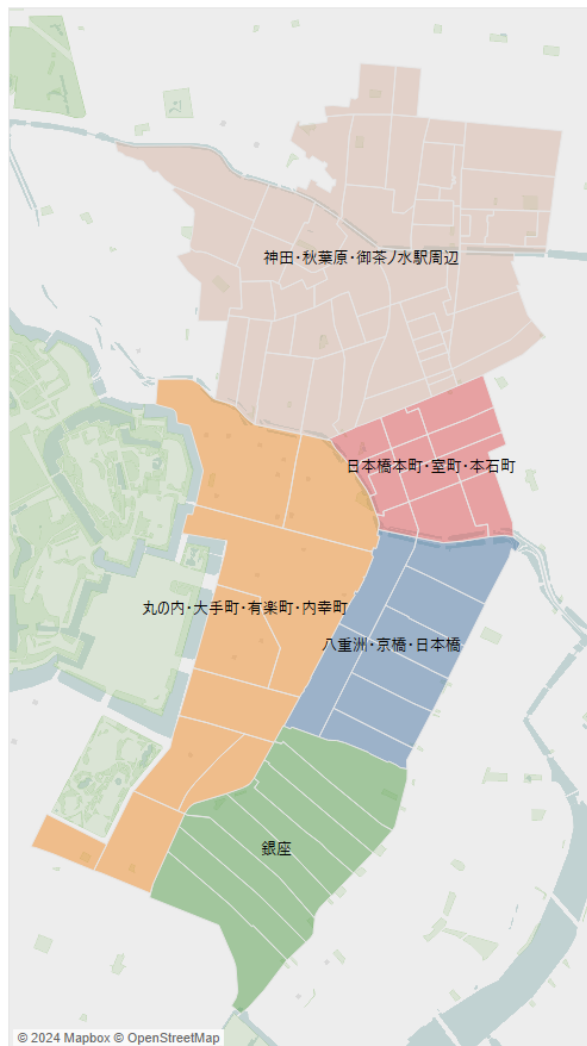 神田・秋葉原・御茶ノ水駅周辺
日本橋本町・室町・本石町
丸の内・大手町・有楽町・内幸町
八重洲・京橋・日本橋
銀座
© 2024 Mapbox © OpenStreetMap